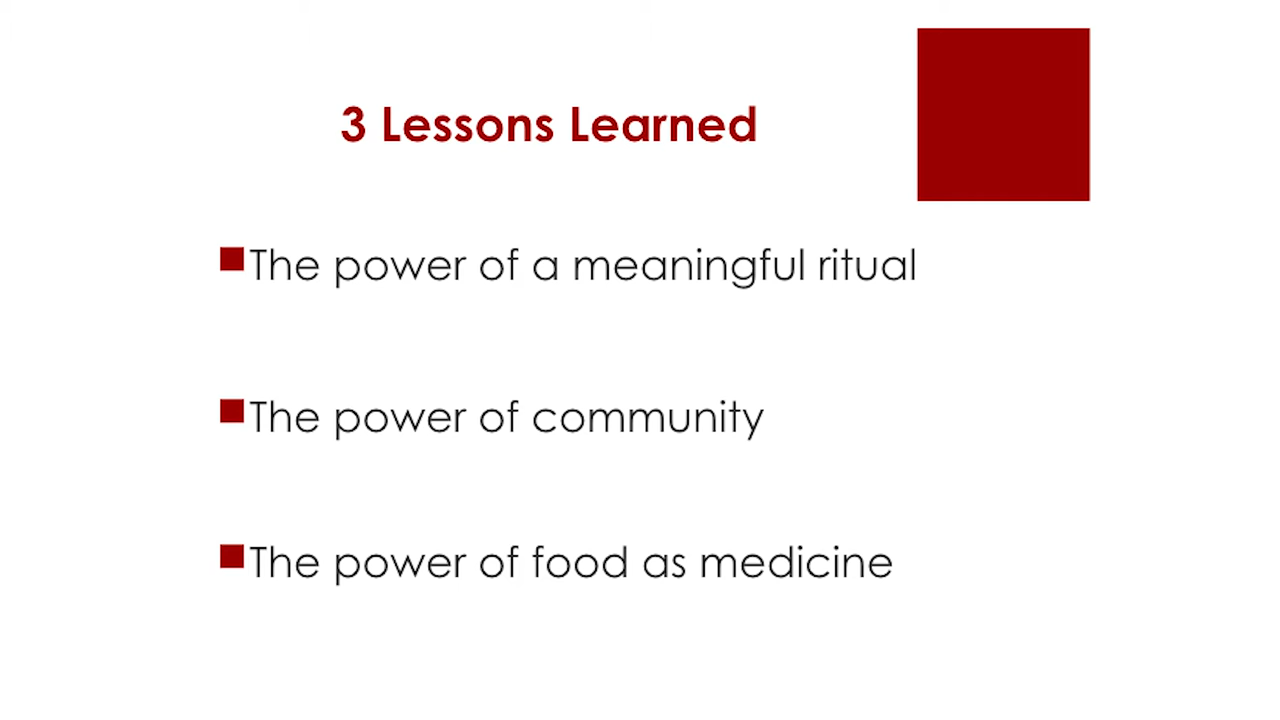 3 Lessons Learned
The power of a meaningful ritual
The power of community
The power of food as medicine